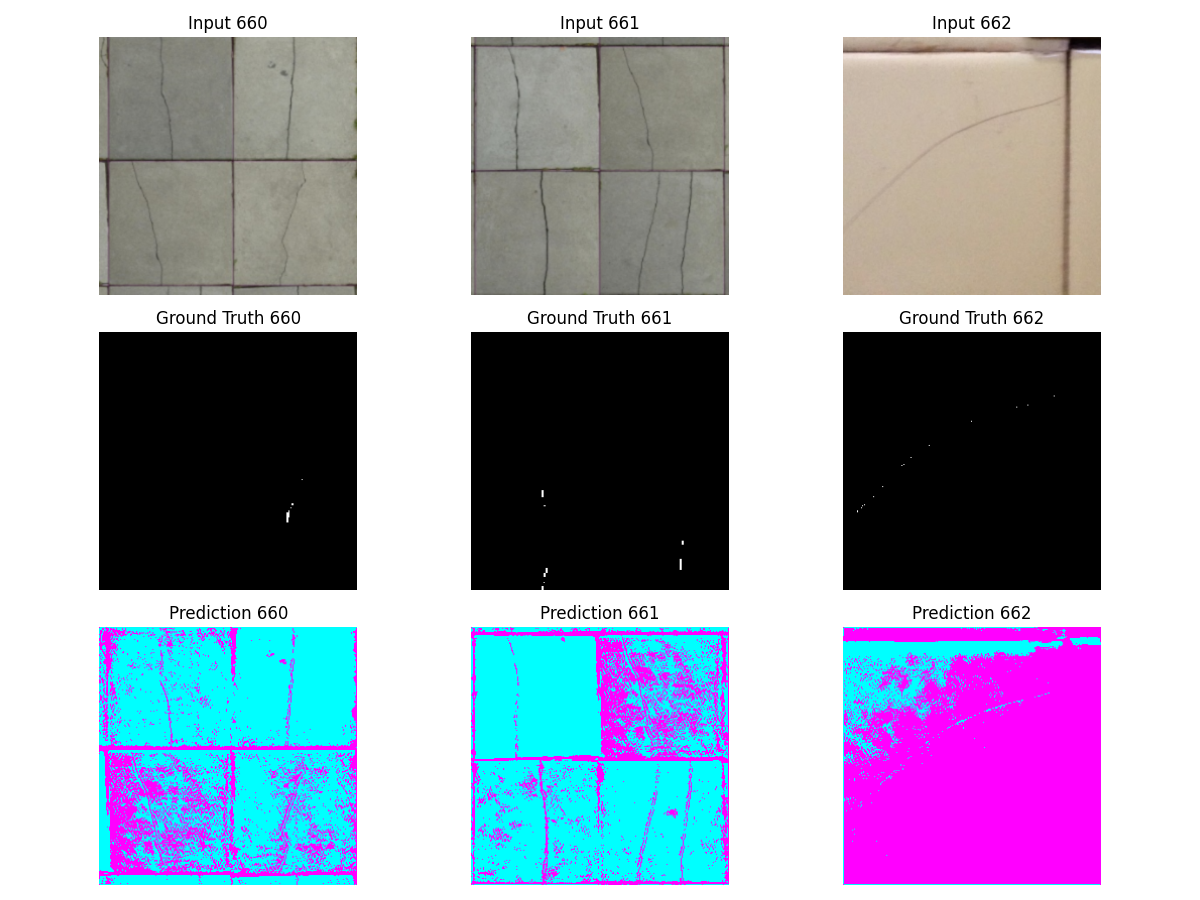 Input 660
Input 661
Input 662
Ground Truth 660
Ground Truth 661
Ground Truth 662
Prediction 660
Prediction 661
Prediction 662